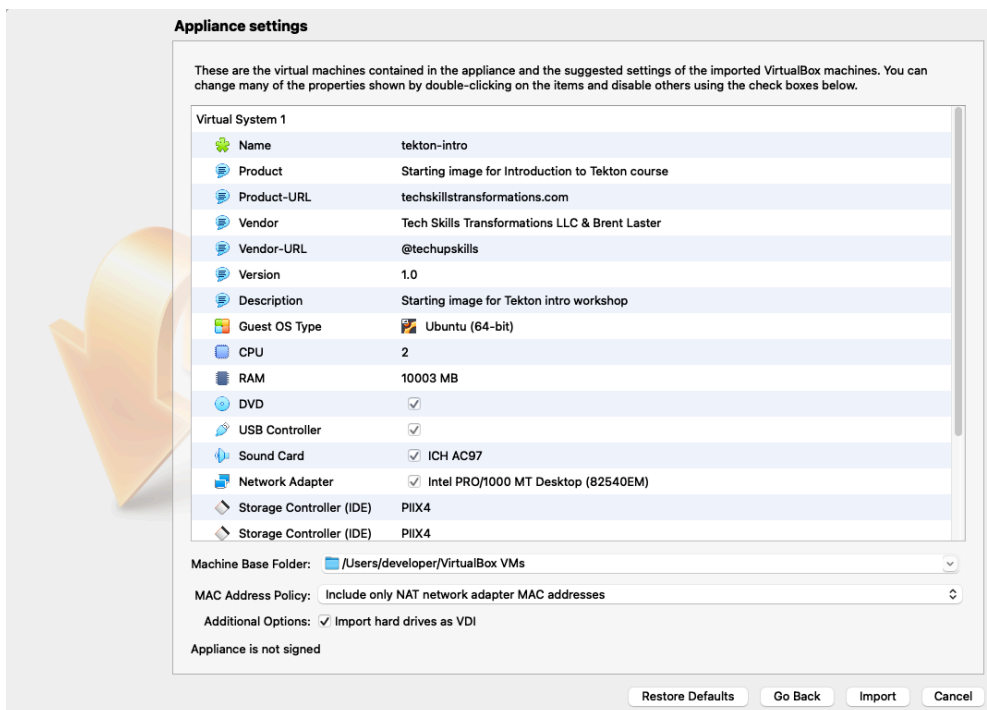 Appliance settings
These are the virtual machines contained in the appliance and the suggested settings of the imported VirtualBox machines. You can
change many of the properties shown by double-clicking on the items and disable others using the check boxes below.
Virtual System 1
Name tekton-intro
Product Starting image for Introduction to Tekton course
Product-URL techskillstransformations.com
Vendor Tech Skills Transformations LLC & Brent Laster
Vendor-URL @techupskills
Version 1.0
Description Starting image for Tekton intro workshop
Guest OS Type Ubuntu (64-bit)
CPU 2
RAM 10003 MB
DVD
USB Controller
Sound Card ICH AC97
Network Adapter Intel PRO/1000 MT Desktop (82540EM)
Storage Controller (IDE) PIIX4
Storage Controller (IDE) PIIX4
Machine Base Folder: /Users/developer/VirtualBox VMs
MAC Address Policy: Include only NAT network adapter MAC addresses
Additional Options: Import hard drives as VDI
Appliance is not signed
Restore Defaults Go Back Import Cancel